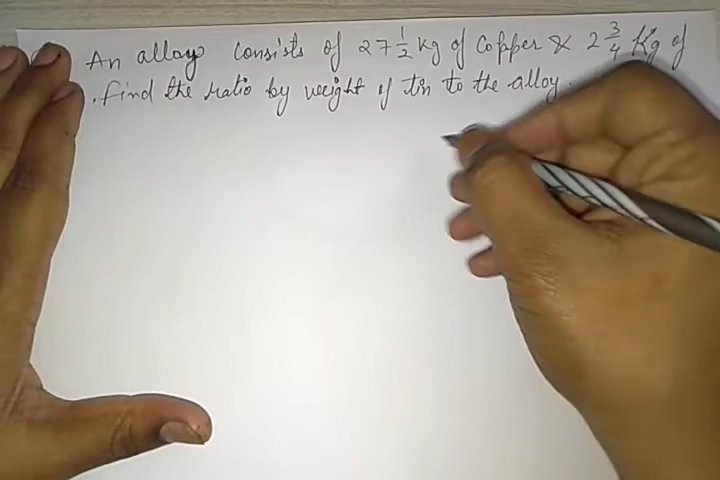 An alloy consists of 27 1/2 kg of Copper & 2 3/4 Kg of
. find the ratio by weight of tin to the alloy.